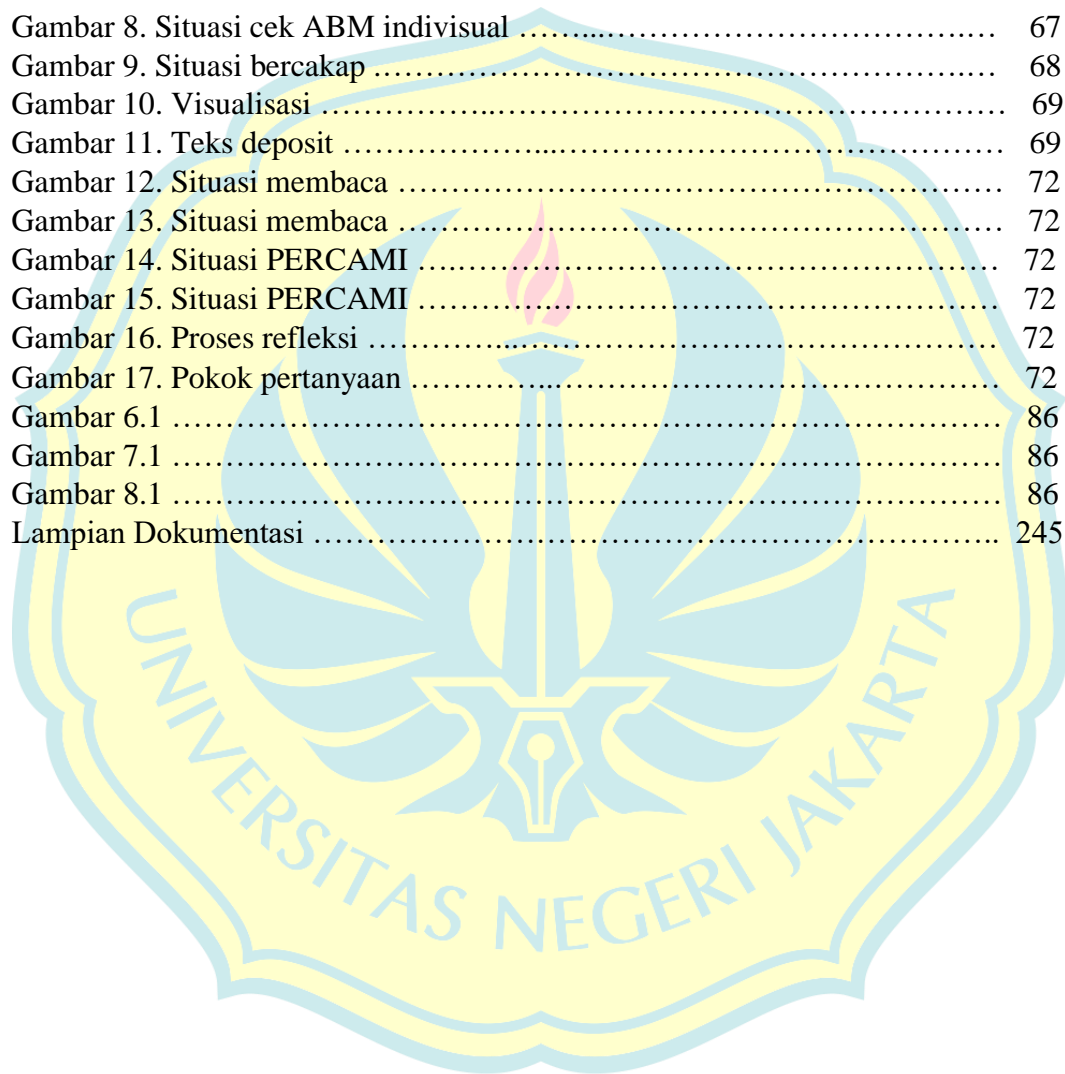 Gambar 8. Situasi cek ABM indivisual ……...………………………………….…  67
Gambar 9. Situasi bercakap ……………………………………………………….…  68
Gambar 10. Visualisasi ……………...………………………………………………  69
Gambar 11. Teks deposit ………………...…………………………………………  69
Gambar 12. Situasi membaca ………………………………………………………  72
Gambar 13. Situasi membaca ………………………………………………………  72
Gambar 14. Situasi PERCAMI ….…………………………………………………  72
Gambar 15. Situasi PERCAMI ……………………………………………………  72
Gambar 16. Proses refleksi …………..……………………………………………  72
Gambar 17. Pokok pertanyaan …………...………………………………………  72
Gambar 6.1 …………………………………………………………………………  86
Gambar 7.1 …………………………………………………………………………  86
Gambar 8.1 …………………………………………………………………………  86
Lampian Dokumentasi ……………………………………………………………..  245
UNIVERSITAS NEGERI JAKARTA